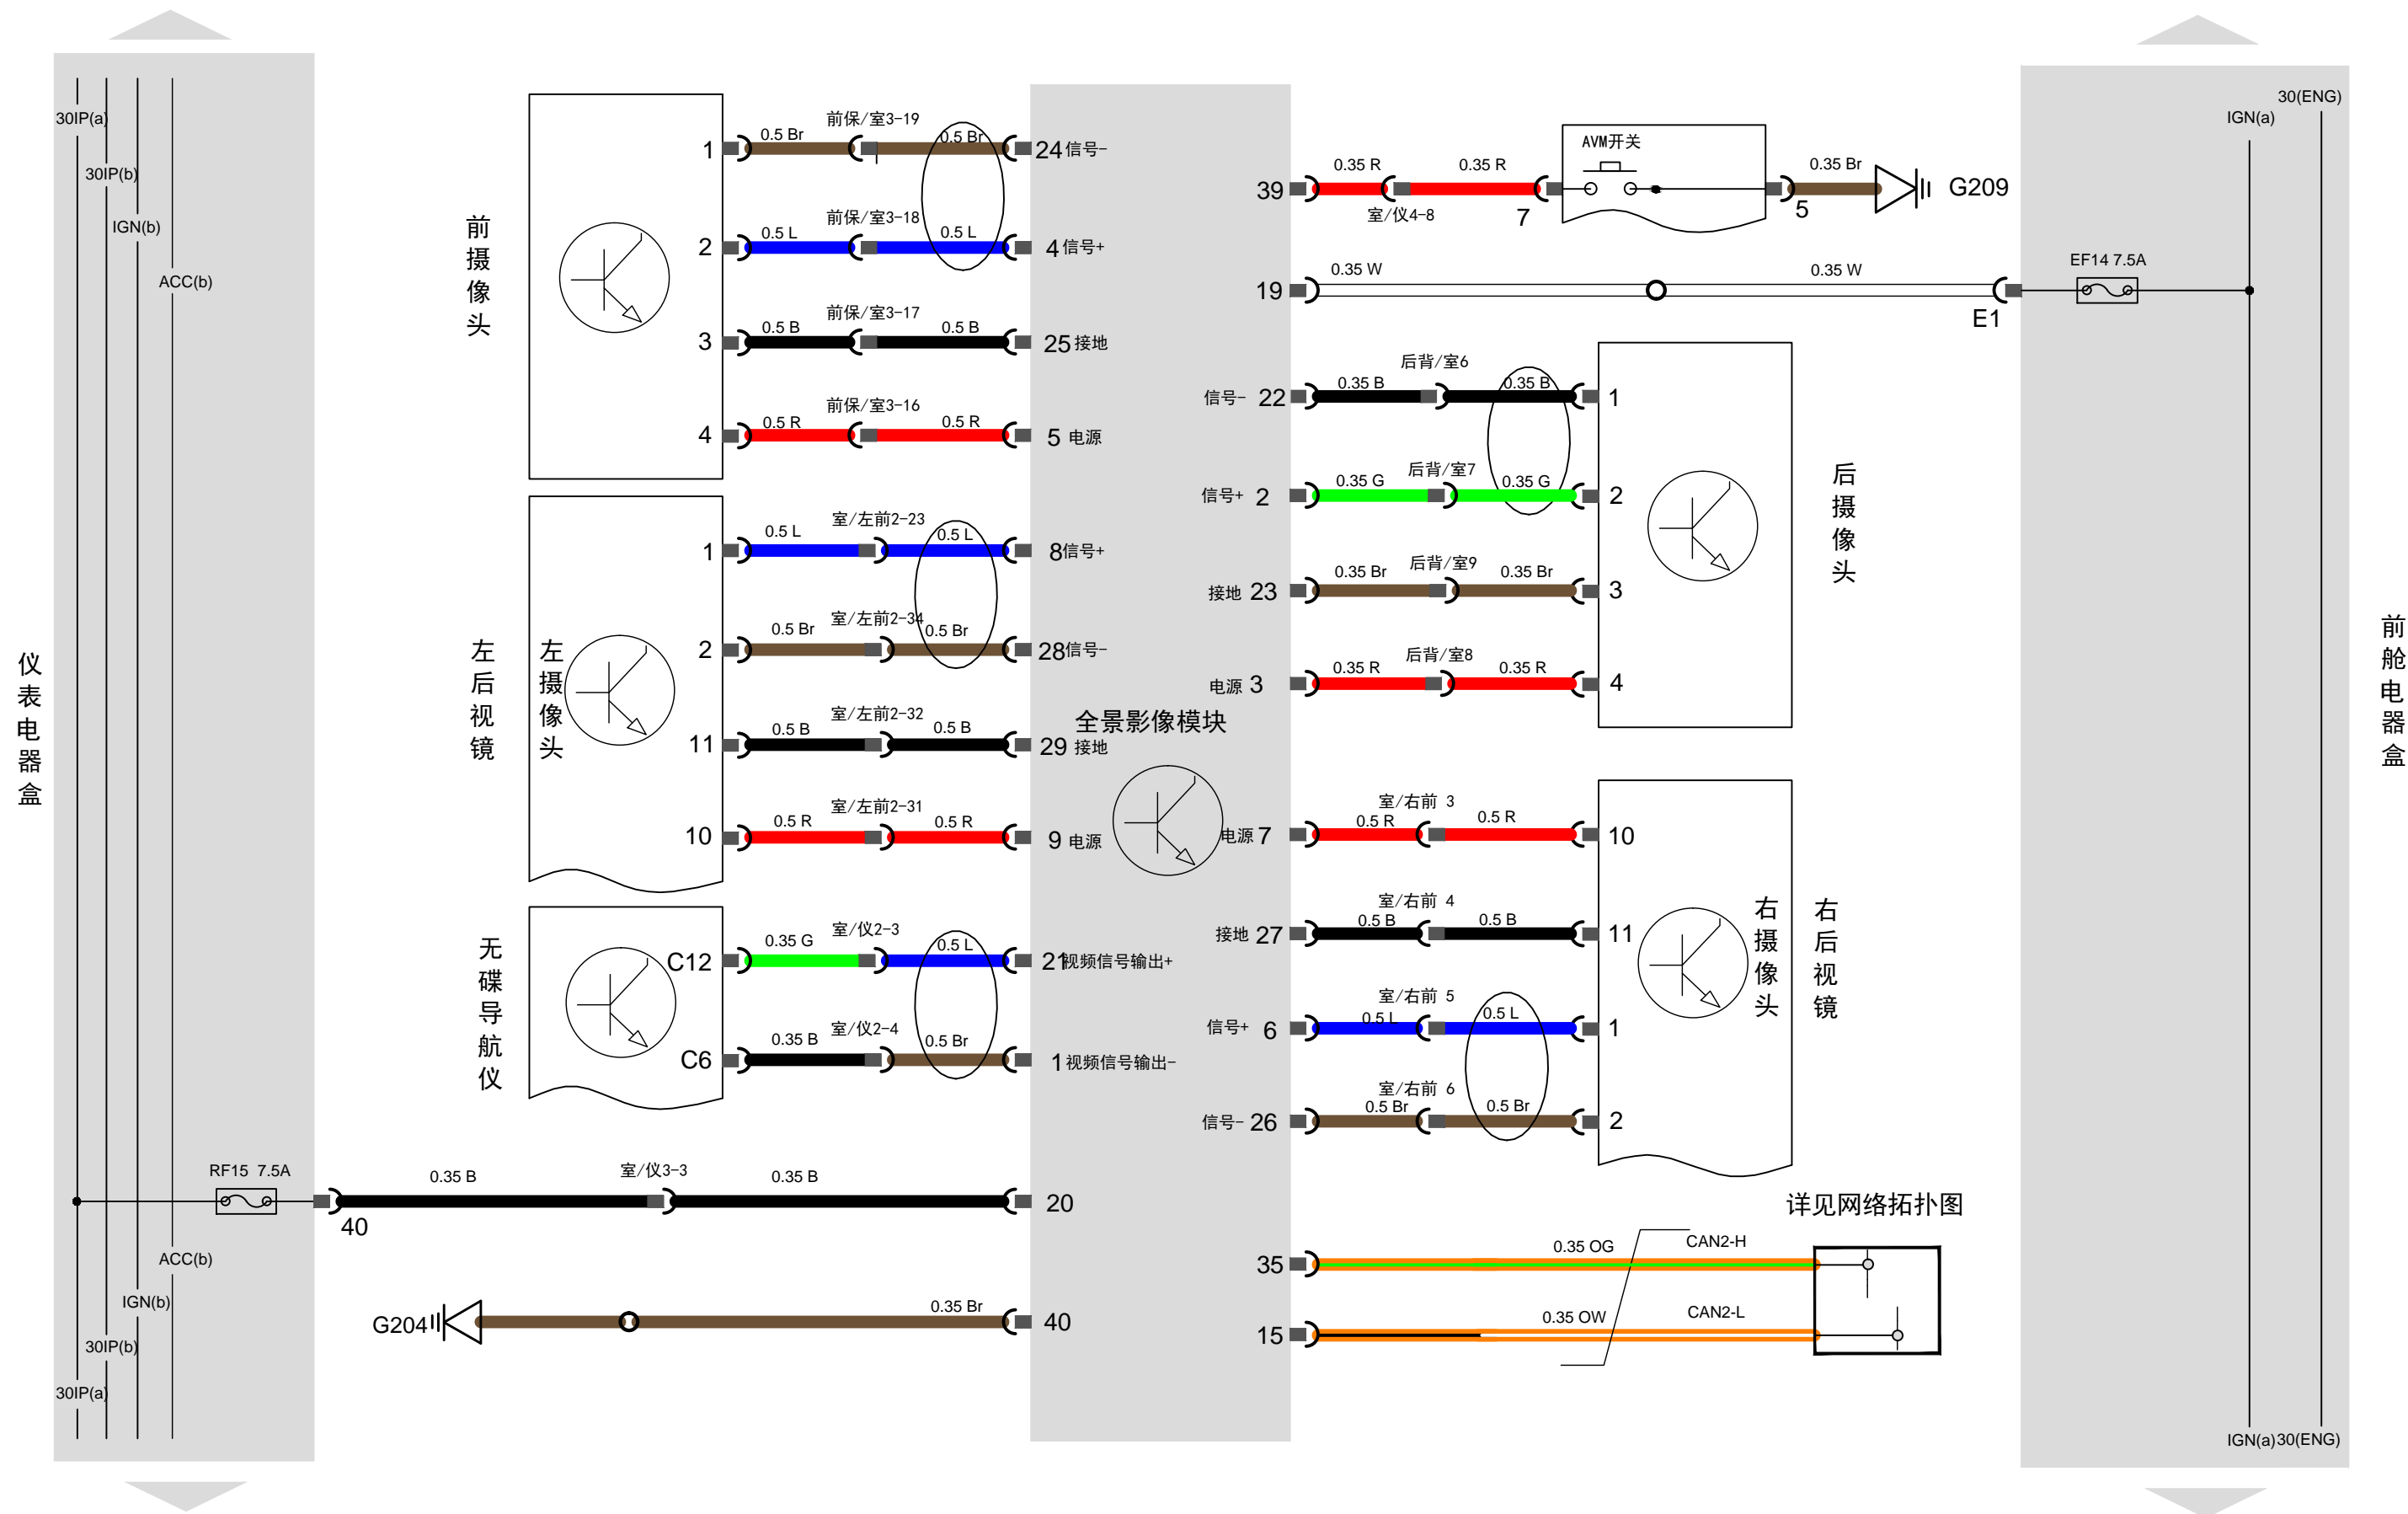 仪表电器盒
30IP(a)
30IP(b)
IGN(b)
ACC(b)
RF15 7.5A
40
ACC(b)
IGN(b)
30IP(b)
30IP(a)
前摄像头
1
0.5 Br
前保/室3-19
0.5 Br
24
信号-
2
0.5 L
前保/室3-18
0.5 L
4
信号+
3
0.5 B
前保/室3-17
0.5 B
25
接地
4
0.5 R
前保/室3-16
0.5 R
5
电源
左后视镜
左摄像头
1
0.5 L
室/左前2-23
0.5 L
8
信号+
2
0.5 Br
室/左前2-34
0.5 Br
28
信号-
11
0.5 B
室/左前2-32
0.5 B
29
接地
10
0.5 R
室/左前2-31
0.5 R
9
电源
无碟导航仪
C12
0.35 G
室/仪2-3
0.5 L
21
视频信号输出+
C6
0.35 B
室/仪2-4
0.5 Br
1
视频信号输出-
0.35 B
室/仪3-3
0.35 B
20
G204
0.35 Br
40
全景影像模块
39
0.35 R
室/仪4-8
0.35 R
7
AVM开关
5
0.35 Br
G209
19
0.35 W
0.35 W
E1
EF14 7.5A
信号-
22
0.35 B
后背/室6
0.35 B
1
信号+
2
0.35 G
后背/室7
0.35 G
2
接地
23
0.35 Br
后背/室9
0.35 Br
3
电源
3
0.35 R
后背/室8
0.35 R
4
后摄像头
电源
7
室/右前 3
0.5 R
0.5 R
10
接地
27
室/右前 4
0.5 B
0.5 B
11
信号+
6
室/右前 5
0.5 L
0.5 L
1
信号-
26
室/右前 6
0.5 Br
0.5 Br
2
右摄像头
右后视镜
详见网络拓扑图
35
0.35 OG
CAN2-H
15
0.35 OW
CAN2-L
30(ENG)
IGN(a)
IGN(a)
30(ENG)
前舱电器盒